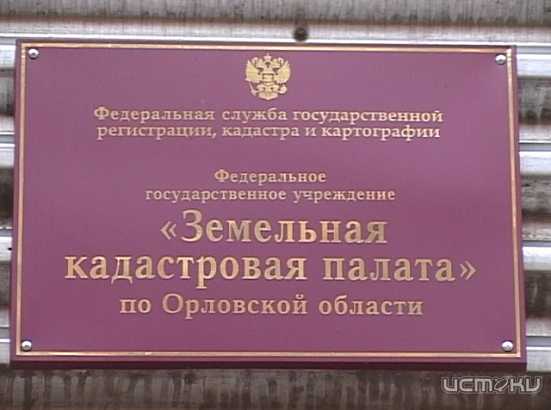 Федеральная служба государственной
регистрации, кадастра и картографии
Федеральное
государственное учреждение
«Земельная
кадастровая палата»
по Орловской области
истоки